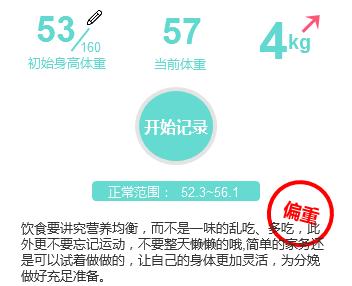 53/160
57
4kg
初始身高体重
当前体重
开始记录
正常范围： 52.3~56.1
偏重
饮食要讲究营养均衡，而不是一味的乱吃、多吃，此
外更不要忘记运动，不要整天懒懒的哦,简单的家务还
是可以试着做做的，让自己的身体更加灵活，为分娩
做好充足准备。